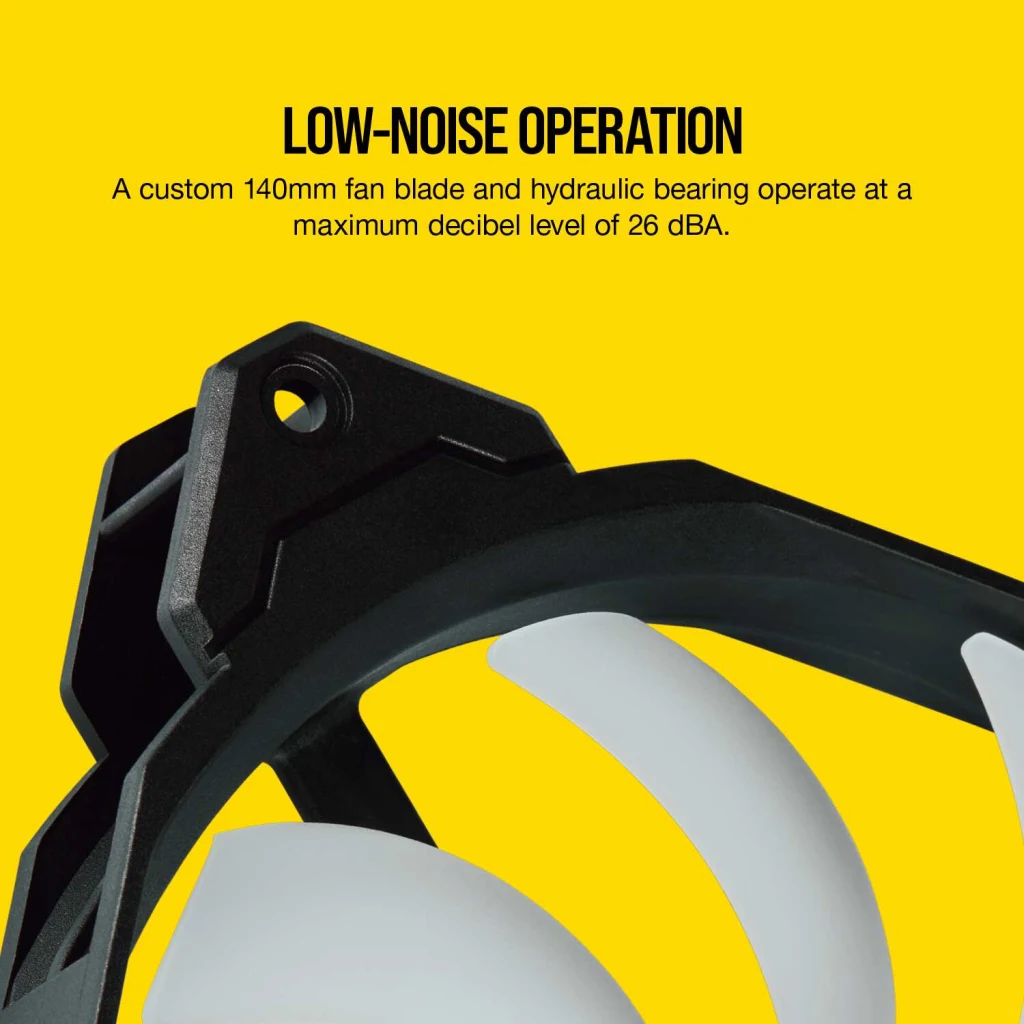 LOW-NOISE OPERATION
A custom 140mm fan blade and hydraulic bearing operate at a
maximum decibel level of 26 dBA.